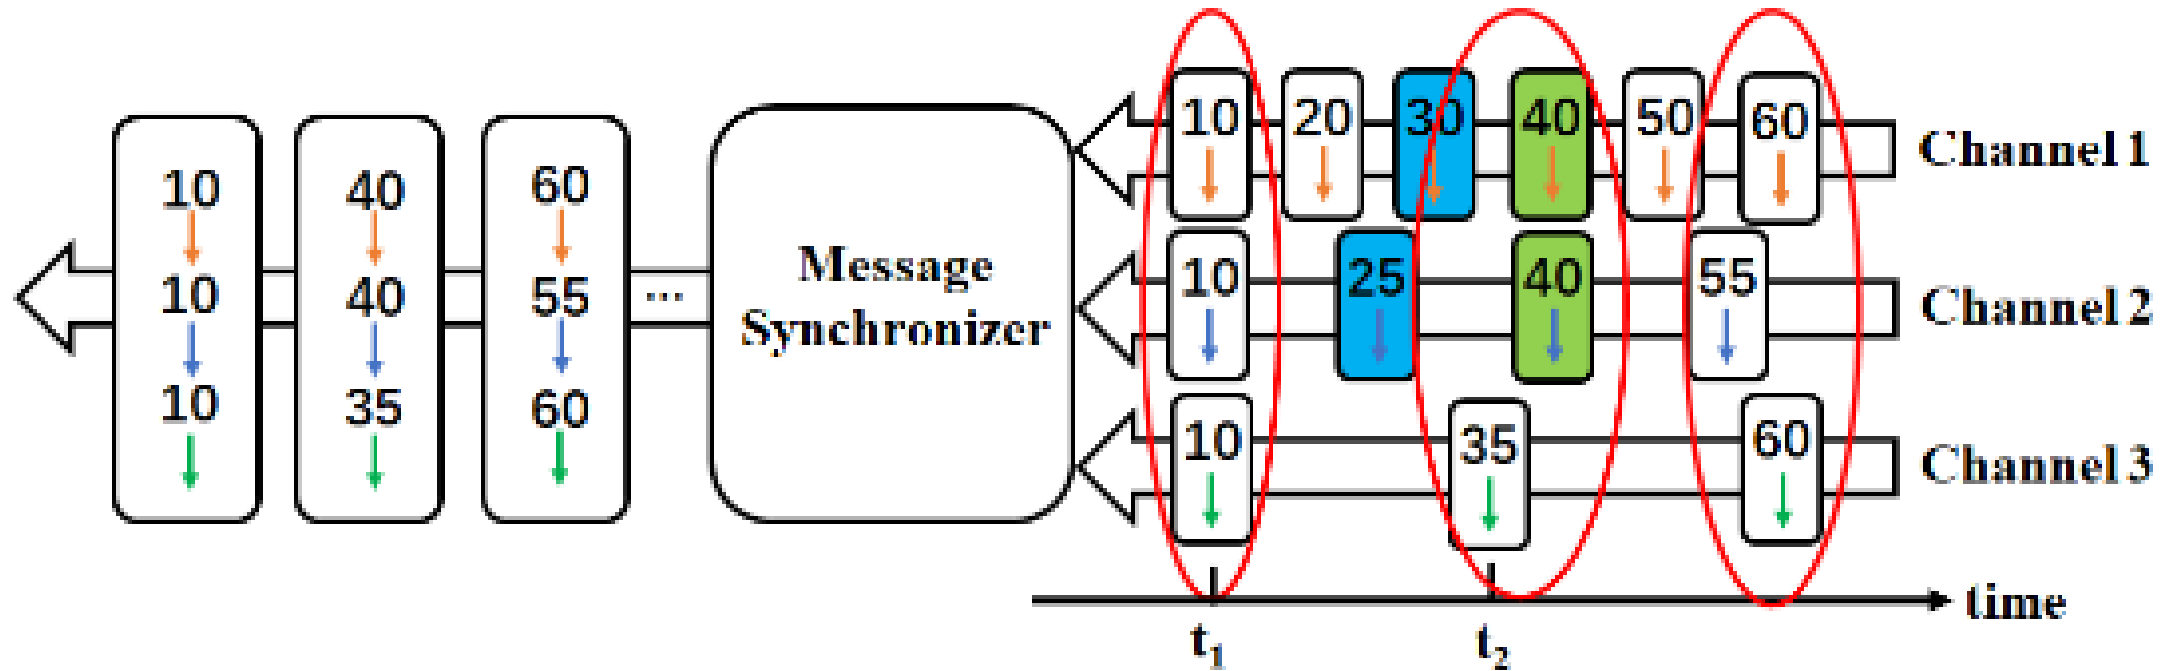 10 20 30 40 50 60 Channel 1
10 40 60
10 25 40 55 Channel 2
10 40 55 ...
Message
Synchronizer
10 35 60
10 35 60 Channel 3
time
t₁ t₂